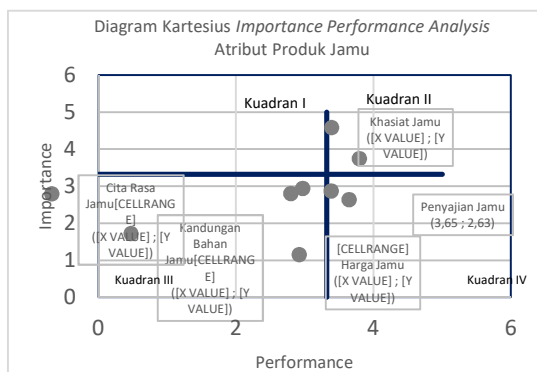 Diagram Kartesius Importance Performance Analysis
Atribut Produk Jamu
6
5
4
3
2
1
0
0
2
4
6
Importance
Performance
Kuadran I
Kuadran II
Kuadran III
Kuadran IV
Khasiat Jamu
([X VALUE] ; [Y
VALUE])
Cita Rasa
Jamu[CELLRANG
E]
([X VALUE] ; [Y
VALUE])
Kandungan
Bahan
Jamu[CELLRANG
E]
([X VALUE] ; [Y
VALUE])
[CELLRANGE]
Harga Jamu
([X VALUE] ; [Y
VALUE])
Penyajian Jamu
(3,65 ; 2,63)